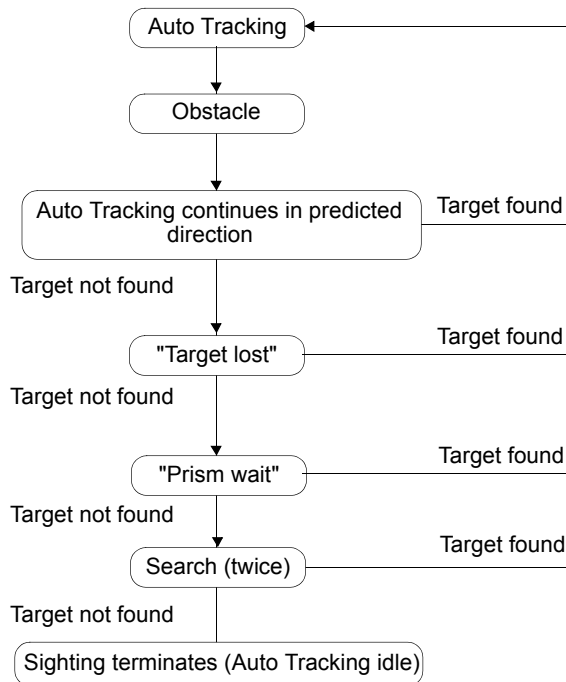 Auto Tracking
Obstacle
Auto Tracking continues in predicted
direction
Target found
Target not found
"Target lost"
Target found
Target not found
"Prism wait"
Target found
Target not found
Search (twice)
Target found
Target not found
Sighting terminates (Auto Tracking idle)